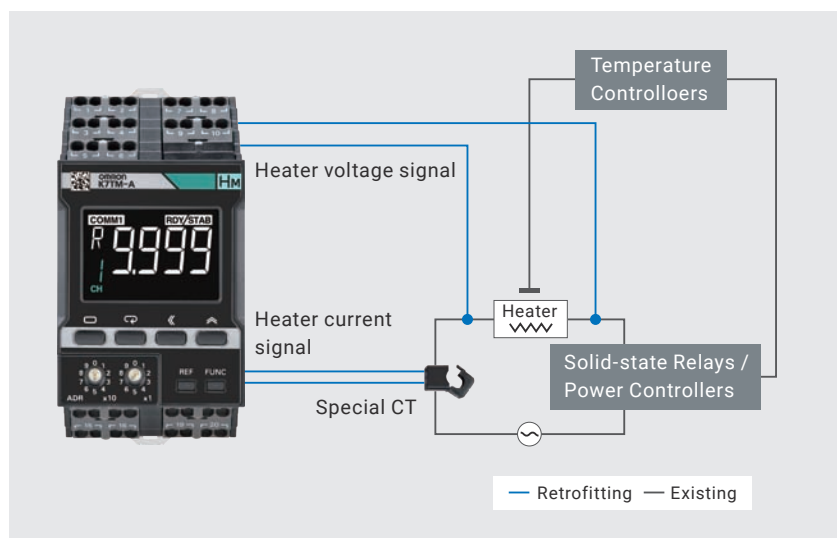 Temperature
Controlloers
Heater voltage signal
omron
K7TM-A
HM
COMM1
RDY/STAB
R 9.999
CH
Heater
Heater current
signal
Solid-state Relays /
Power Controllers
REF
FUNC
ADR
x10
x1
Special CT
Retrofitting
Existing